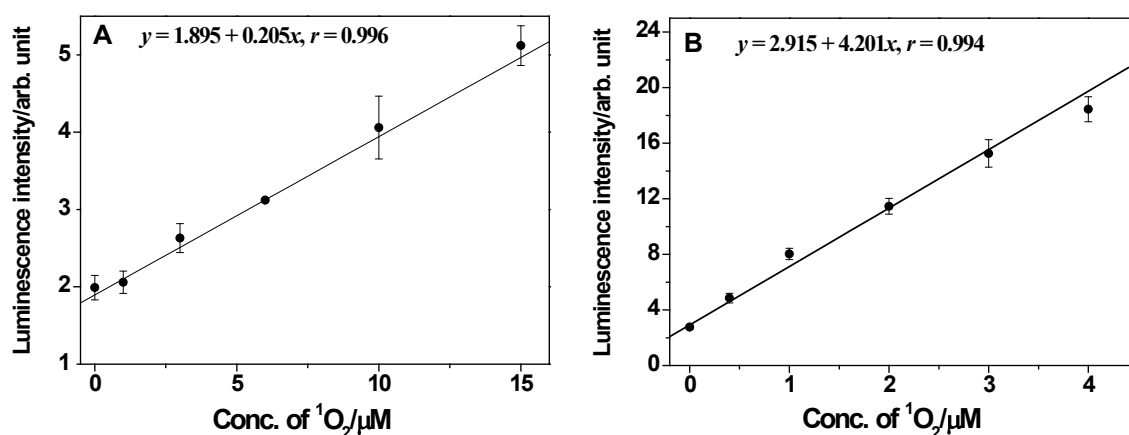 A y = 1.895 + 0.205x, r = 0.996
Luminescence intensity/arb. unit
5
4
3
2
1
0 5 10 15
Conc. of ¹O₂/μM
B y = 2.915 + 4.201x, r = 0.994
Luminescence intensity/arb. unit
24
20
16
12
8
4
0
0 1 2 3 4
Conc. of ¹O₂/μM